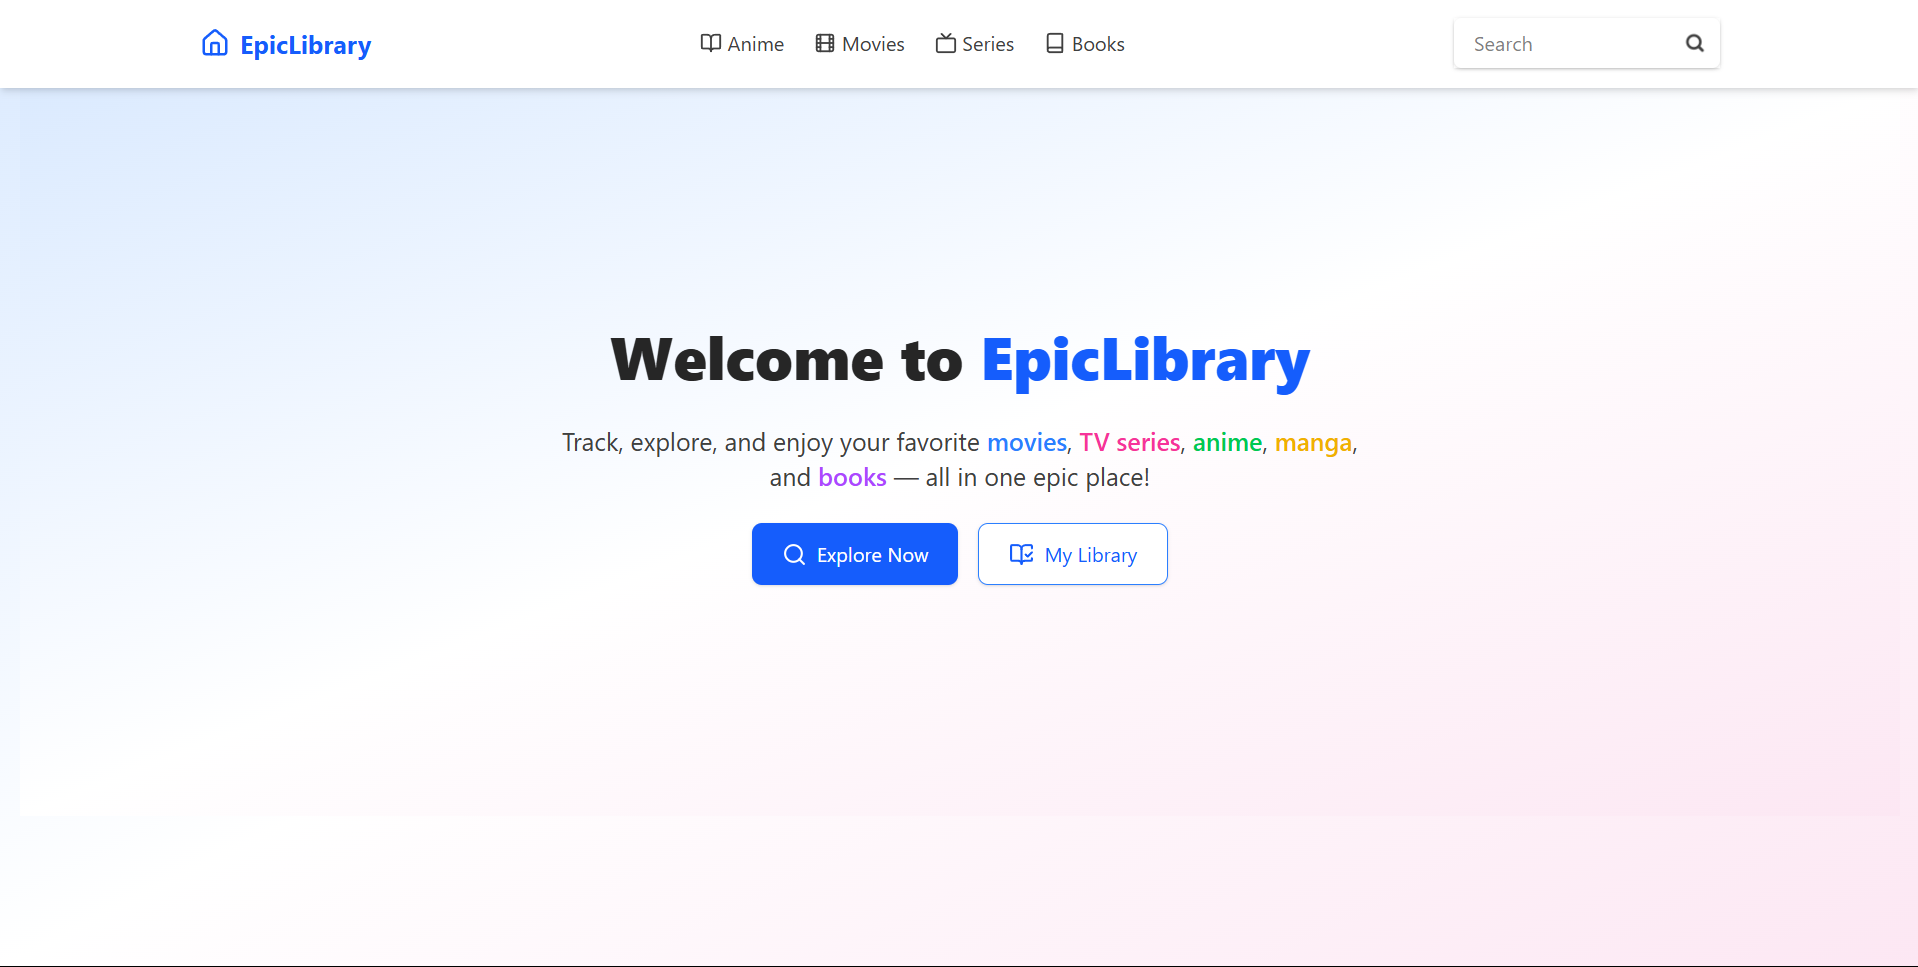 EpicLibrary
Anime
Movies
Series
Books
Search
Welcome to EpicLibrary
Track, explore, and enjoy your favorite movies, TV series, anime, manga,
and books — all in one epic place!
Explore Now
My Library